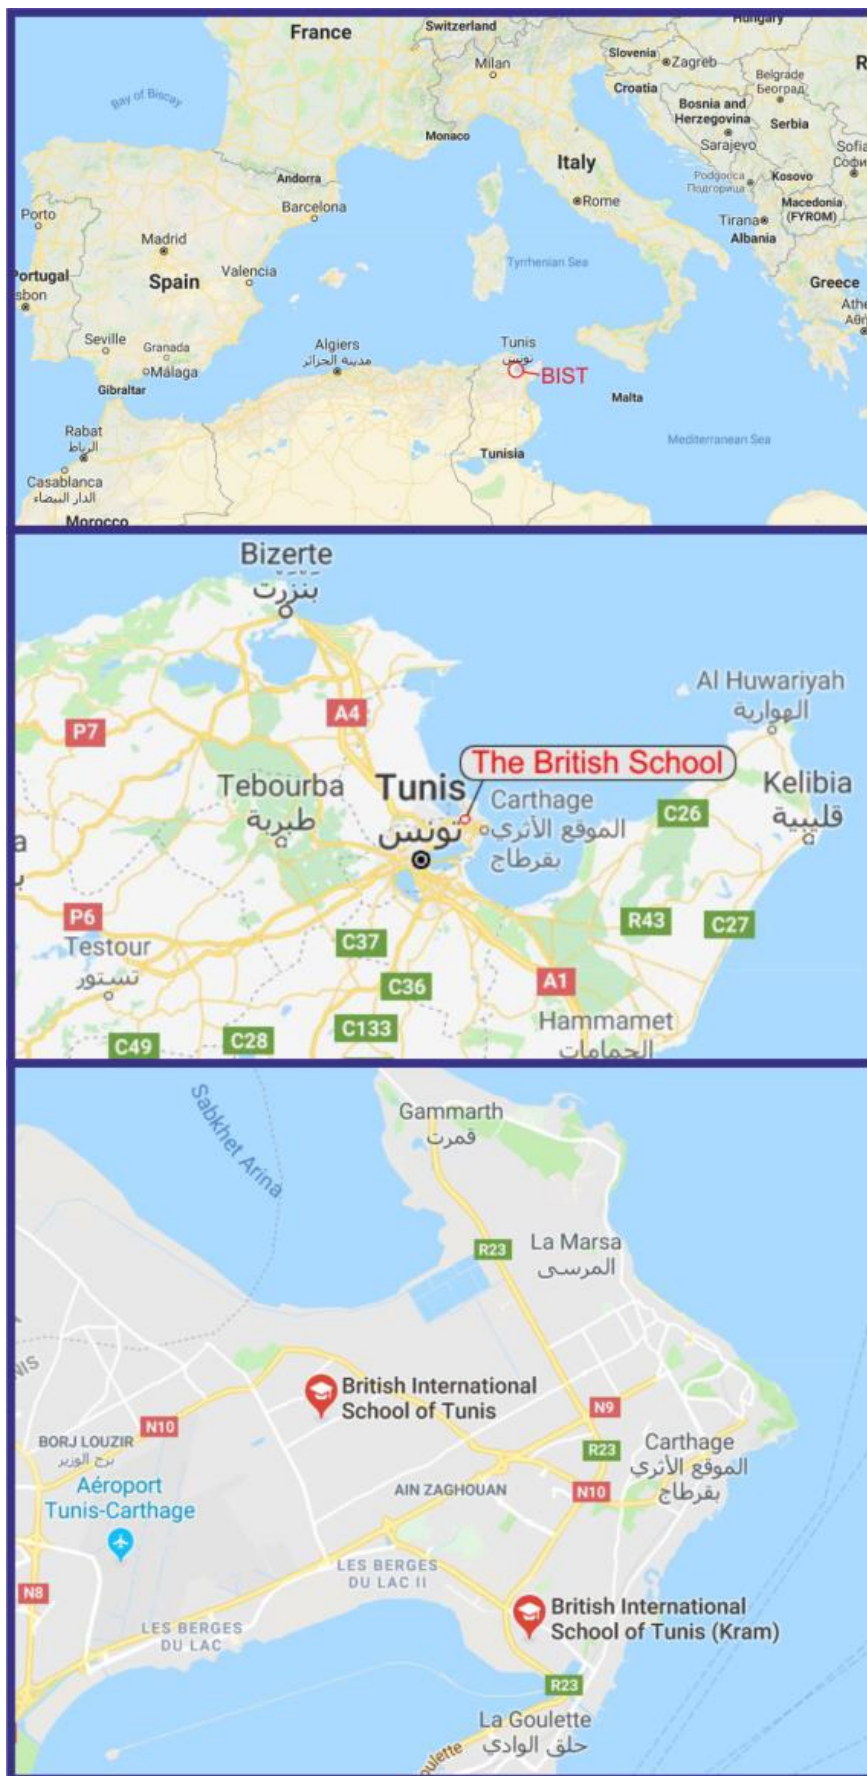 France
Switzerland
Hungary
Milan
Slovenia
Zagreb
Croatia
Belgrade
Београд
Bay of Biscay
Bosnia and
Herzegovina
Serbia
Monaco
Sarajevo
Italy
Andorra
Podgorica
Подгорица
Kosovo
Porto
Barcelona
Rome
Macedonia
(FYROM)
Madrid
Tirana
Albania
Portugal
Spain
Valencia
Tyrrhenian Sea
Greece
Seville
Granada
Málaga
Algiers
مدينة الجزائر
Tunis
تونس
BIST
Gibraltar
Malta
Rabat
الرباط
Mediterranean Sea
Tunisia
Casablanca
الدار البيضاء
Morocco
Bizerte
بنزرت
Al Huwariyah
الهوارية
A4
P7
The British School
Tebourba
طبربة
Tunis
تونس
Carthage
الموقع الأثري
بقرطاج
Kelibia
قليبية
C26
P6
R43
C27
Testour
تستور
C37
C36
A1
C133
Hammamet
الحمامات
C49
C28
Sabkhet Arina
Gammarth
قمرت
R23
La Marsa
المرسى
British International
School of Tunis
N9
N10
BORJ LOUZIR
برج الوزير
R23
Carthage
الموقع الأثري
بقرطاج
Aéroport
Tunis-Carthage
AIN ZAGHOUAN
N10
LES BERGES
DU LAC II
N8
British International
School of Tunis (Kram)
LES BERGES
DU LAC
R23
La Goulette
حلق الوادي